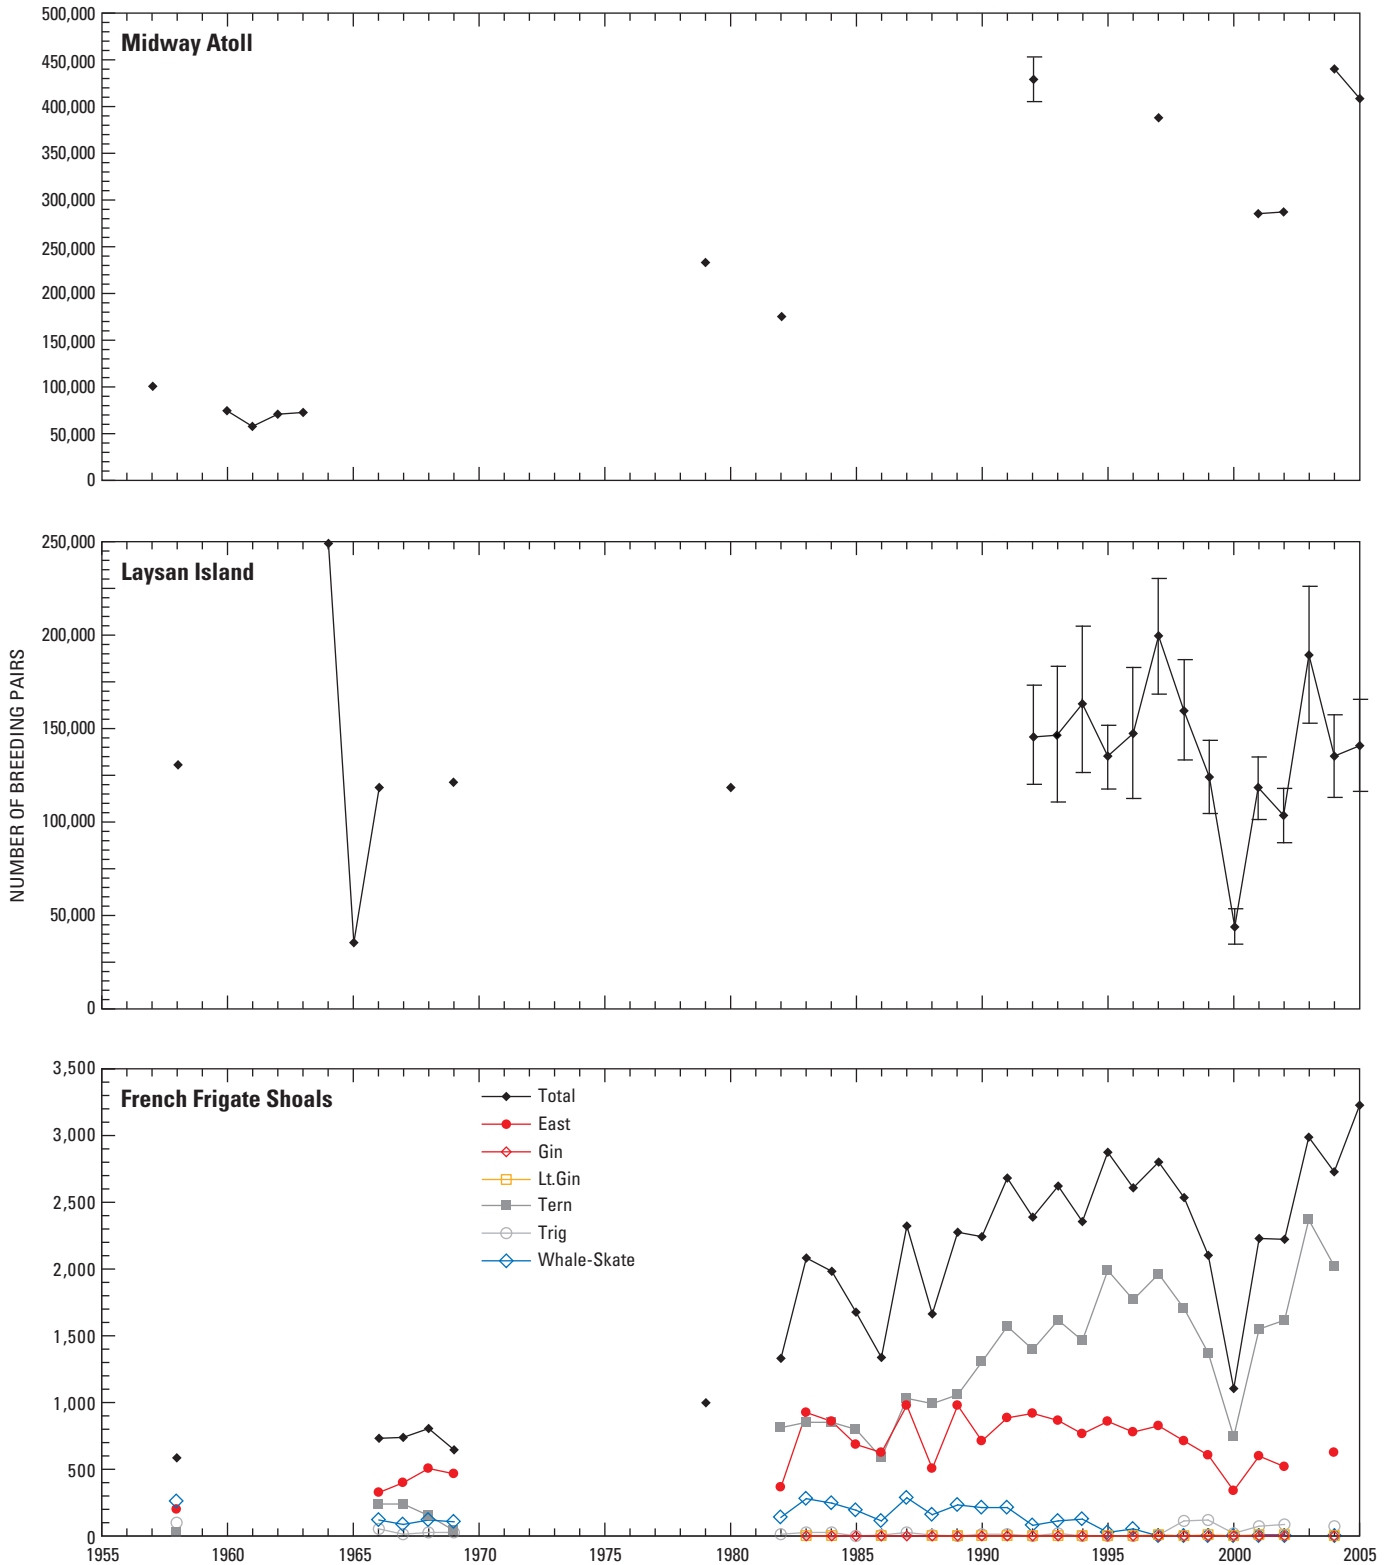 500,000
Midway Atoll
450,000
400,000
350,000
300,000
250,000
200,000
150,000
100,000
50,000
0
250,000
Laysan Island
200,000
150,000
100,000
50,000
0
NUMBER OF BREEDING PAIRS
3,500
French Frigate Shoals
Total
East
Gin
Lt.Gin
Tern
Trig
Whale-Skate
3,000
2,500
2,000
1,500
1,000
500
0
1955 1960 1965 1970 1975 1980 1985 1990 1995 2000 2005